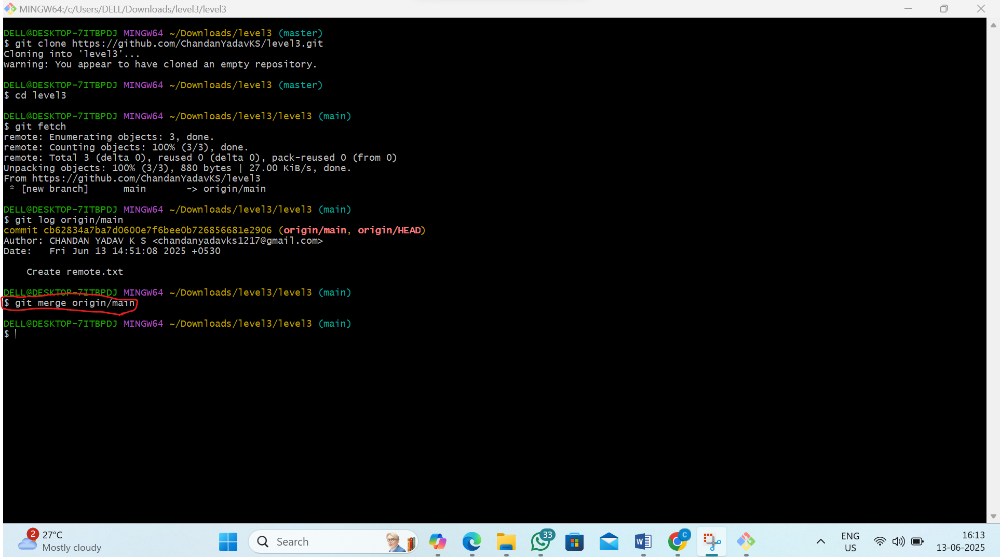 MINGW64:/c/Users/DELL/Downloads/level3/level3
DELL@DESKTOP-7ITBPDJ MINGW64 ~/Downloads/level3 (master)
$ git clone https://github.com/ChandanYadavKS/level3.git
Cloning into 'level3'...
warning: You appear to have cloned an empty repository.
DELL@DESKTOP-7ITBPDJ MINGW64 ~/Downloads/level3 (master)
$ cd level3
DELL@DESKTOP-7ITBPDJ MINGW64 ~/Downloads/level3/level3 (main)
$ git fetch
remote: Enumerating objects: 3, done.
remote: Counting objects: 100% (3/3), done.
remote: Total 3 (delta 0), reused 0 (delta 0), pack-reused 0 (from 0)
Unpacking objects: 100% (3/3), 880 bytes | 27.00 KiB/s, done.
From https://github.com/ChandanYadavKS/level3
 * [new branch]      main       -> origin/main
DELL@DESKTOP-7ITBPDJ MINGW64 ~/Downloads/level3/level3 (main)
$ git log origin/main
commit cb62834a7ba7d0600e7f6bee0b726856681e2906 (origin/main, origin/HEAD)
Author: CHANDAN YADAV K S <chandanyadavks1217@gmail.com>
Date:   Fri Jun 13 14:51:08 2025 +0530
    Create remote.txt
DELL@DESKTOP-7ITBPDJ MINGW64 ~/Downloads/level3/level3 (main)
$ git merge origin/main
DELL@DESKTOP-7ITBPDJ MINGW64 ~/Downloads/level3/level3 (main)
$
2
27°C
Mostly cloudy
Search
33
W
C
ENG
US
16:13
13-06-2025